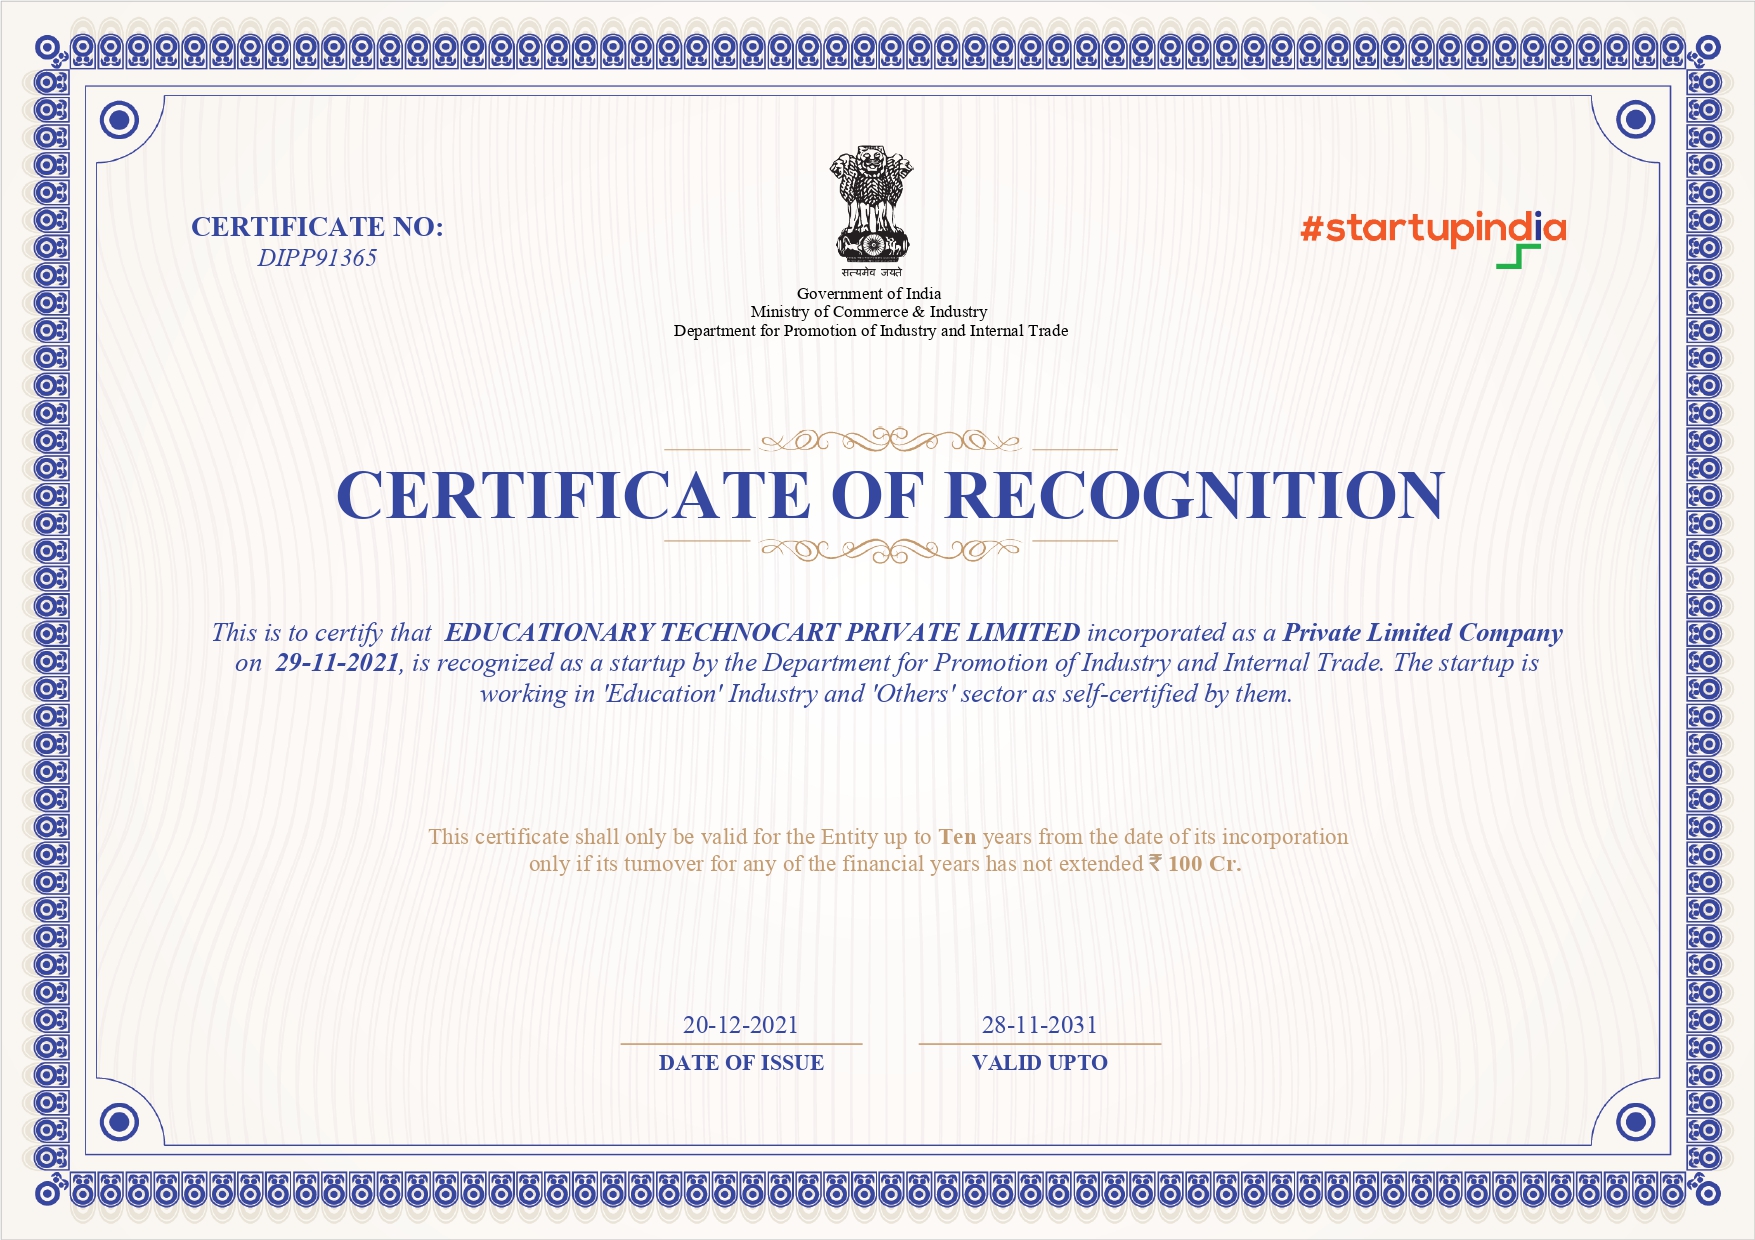 CERTIFICATE NO:
DIPP91365
सत्यमेव जयते
#startupindia
Government of India
Ministry of Commerce & Industry
Department for Promotion of Industry and Internal Trade
CERTIFICATE OF RECOGNITION
This is to certify that EDUCATIONARY TECHNOCART PRIVATE LIMITED incorporated as a Private Limited Company
on 29-11-2021, is recognized as a startup by the Department for Promotion of Industry and Internal Trade. The startup is
working in 'Education' Industry and 'Others' sector as self-certified by them.
This certificate shall only be valid for the Entity up to Ten years from the date of its incorporation
only if its turnover for any of the financial years has not extended ₹ 100 Cr.
20-12-2021
DATE OF ISSUE
28-11-2031
VALID UPTO